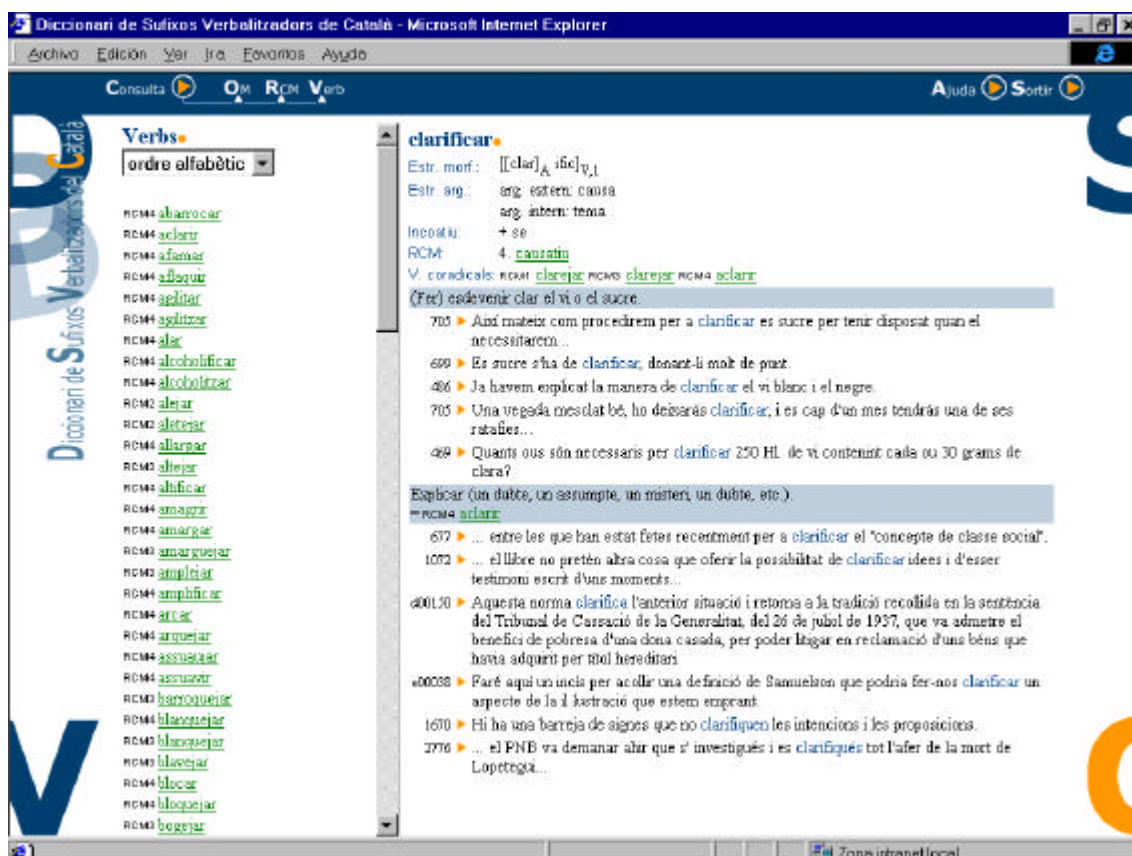 Diccionari de Sufixos Verbalitzadors de Català - Microsoft Internet Explorer
Archivo Edición Ver Ir a Favoritos Ayuda
Consulta OM RCM Verb
Ajuda Sortir
Diccionari de Sufixos Verbalitzadors del Català
Verbs
ordre alfabètic
RCM4 abarrocar
RCM4 aclarir
RCM4 afamar
RCM4 aflaquir
RCM4 agilitar
RCM4 agilitzar
RCM4 alar
RCM4 alcoholificar
RCM4 alcoholitzar
RCM2 alejar
RCM2 aletejar
RCM4 allargar
RCM3 altejar
RCM4 altificar
RCM4 amagrir
RCM4 amargar
RCM3 amarguejar
RCM3 amplejar
RCM4 amplificar
RCM4 arcar
RCM4 arquejar
RCM4 assuaujar
RCM4 assuavir
RCM3 barroquejar
RCM4 blanquejar
RCM3 blanquejar
RCM3 blavejar
RCM4 blocar
RCM4 bloquejar
RCM3 bogejar
clarificar
Estr. morf.: [[clar]A ific]V,1
Estr. arg.: arg. extern: causa
arg. intern: tema
Incoatiu: + se
RCM: 4. causatiu
V. coradicals: RCM1 clarejar RCM3 clarejar RCM4 aclarir
(Fer) esdevenir clar el vi o el sucre.
705 Així mateix com procedirem per a clarificar es sucre per tenir disposat quan el
necessitarem...
699 Es sucre s'ha de clarificar, donant-li molt de punt.
486 Ja havem explicat la manera de clarificar el vi blanc i el negre.
705 Una vegada mesclat bé, ho deixaràs clarificar, i es cap d'un mes tendràs una de ses
ratafies...
469 Quants ous són necessaris per clarificar 250 Hl. de vi contenint cada ou 30 grams de
clara?
Explicar (un dubte, un assumpte, un misteri, un dubte, etc.).
= RCM4 aclarir
677 ... entre les que han estat fetes recentment per a clarificar el "concepte de classe social".
1072 ... el llibre no pretén altra cosa que oferir la possibilitat de clarificar idees i d'esser
testimoni escrit d'uns moments...
d00130 Aquesta norma clarifica l'anterior situació i retorna a la tradició recollida en la sentència
del Tribunal de Cassació de la Generalitat, del 26 de juliol de 1937, que va admetre el
benefici de pobresa d'una dona casada, per poder litigar en reclamació d'uns béns que
havia adquirit per títol hereditari
e00038 Faré aquí un incís per acollir una definició de Samuelson que podria fer-nos clarificar un
aspecte de la il·lustració que estem emprant.
1670 Hi ha una barreja de signes que no clarifiquen les intencions i les proposicions.
2776 ... el PNB va demanar ahir que s' investigués i es clarifiqués tot l'afer de la mort de
Lopetegui...
Zona intranet local